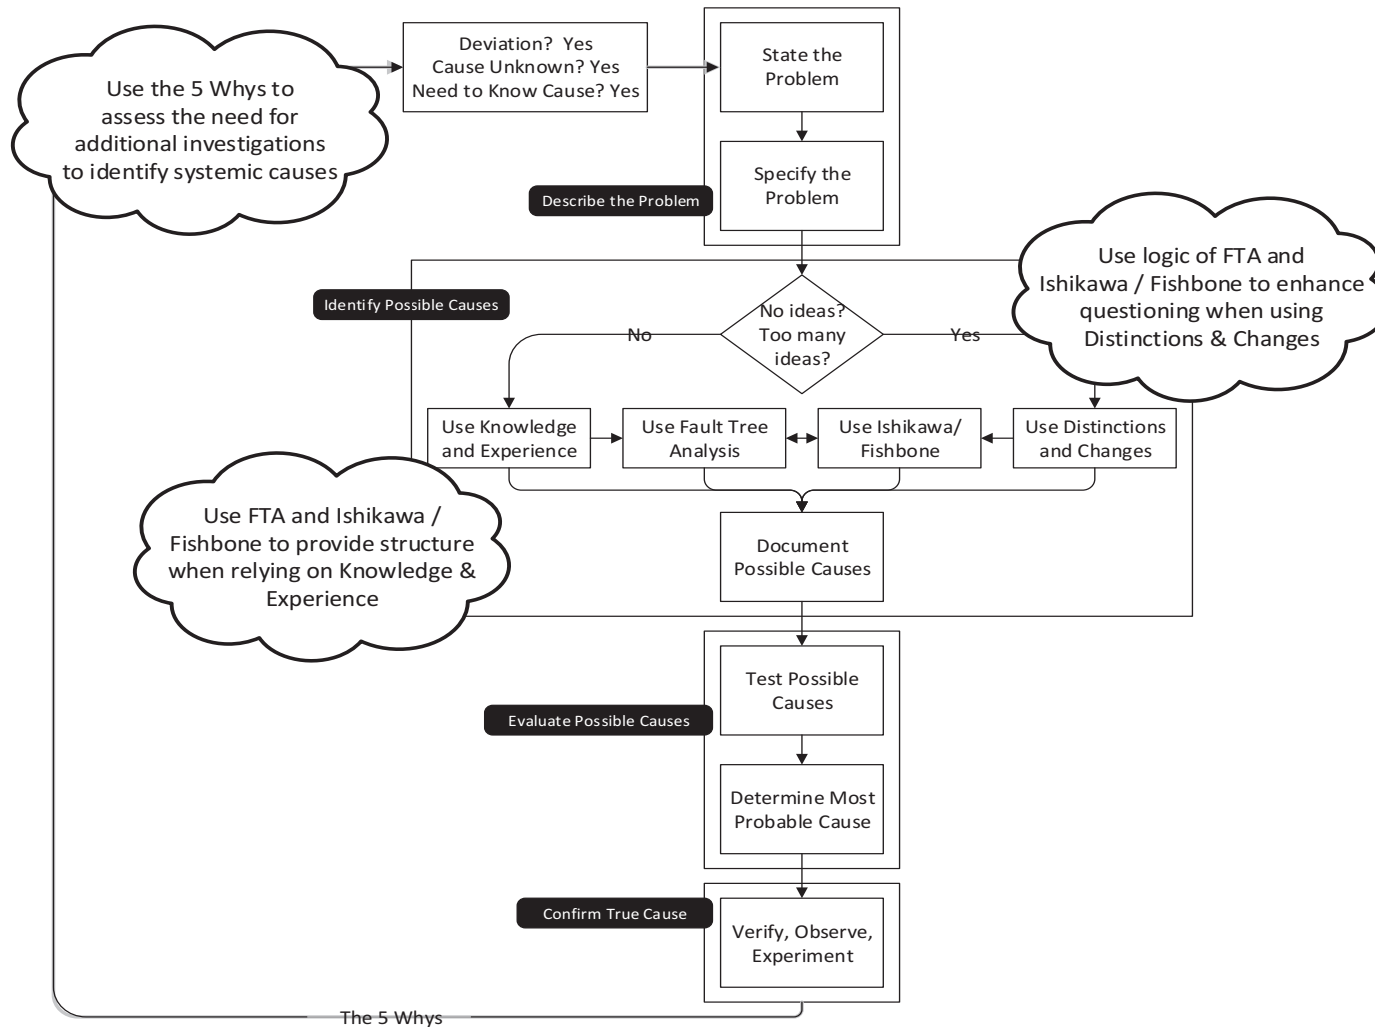 Use the 5 Whys to
assess the need for
additional investigations
to identify systemic causes
Deviation? Yes
Cause Unknown? Yes
Need to Know Cause? Yes
State the
Problem
Specify the
Problem
Describe the Problem
Use logic of FTA and
Ishikawa / Fishbone to enhance
questioning when using
Distinctions & Changes
Identify Possible Causes
No ideas?
Too many
ideas?
No
Yes
Use Knowledge
and Experience
Use Fault Tree
Analysis
Use Ishikawa/
Fishbone
Use Distinctions
and Changes
Use FTA and Ishikawa /
Fishbone to provide structure
when relying on Knowledge &
Experience
Document
Possible Causes
Test Possible
Causes
Evaluate Possible Causes
Determine Most
Probable Cause
Confirm True Cause
Verify, Observe,
Experiment
The 5 Whys